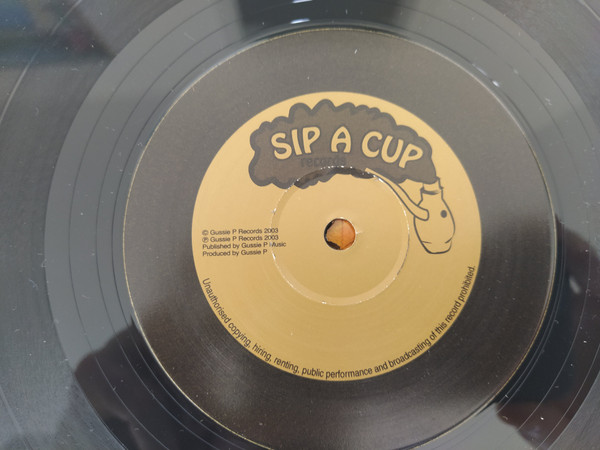 SIP A CUP
records
© Gussie P Records 2003
℗ Gussie P Records 2003
Published by Gussie P Music
Produced by Gussie P
Unauthorised copying, hiring, renting, public performance and broadcasting of this record prohibited.